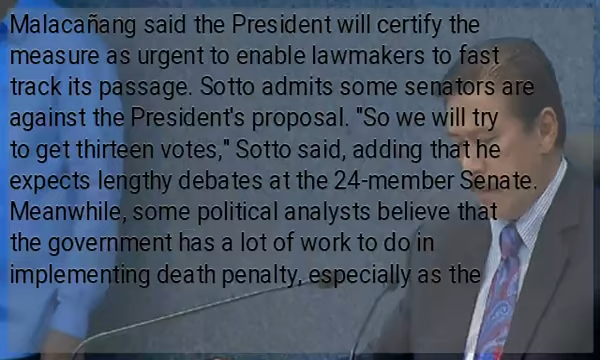 Malacañang said the President will certify the
measure as urgent to enable lawmakers to fast
track its passage. Sotto admits some senators are
against the President's proposal. "So we will try
to get thirteen votes," Sotto said, adding that he
expects lengthy debates at the 24-member Senate.
Meanwhile, some political analysts believe that
the government has a lot of work to do in
implementing death penalty, especially as the